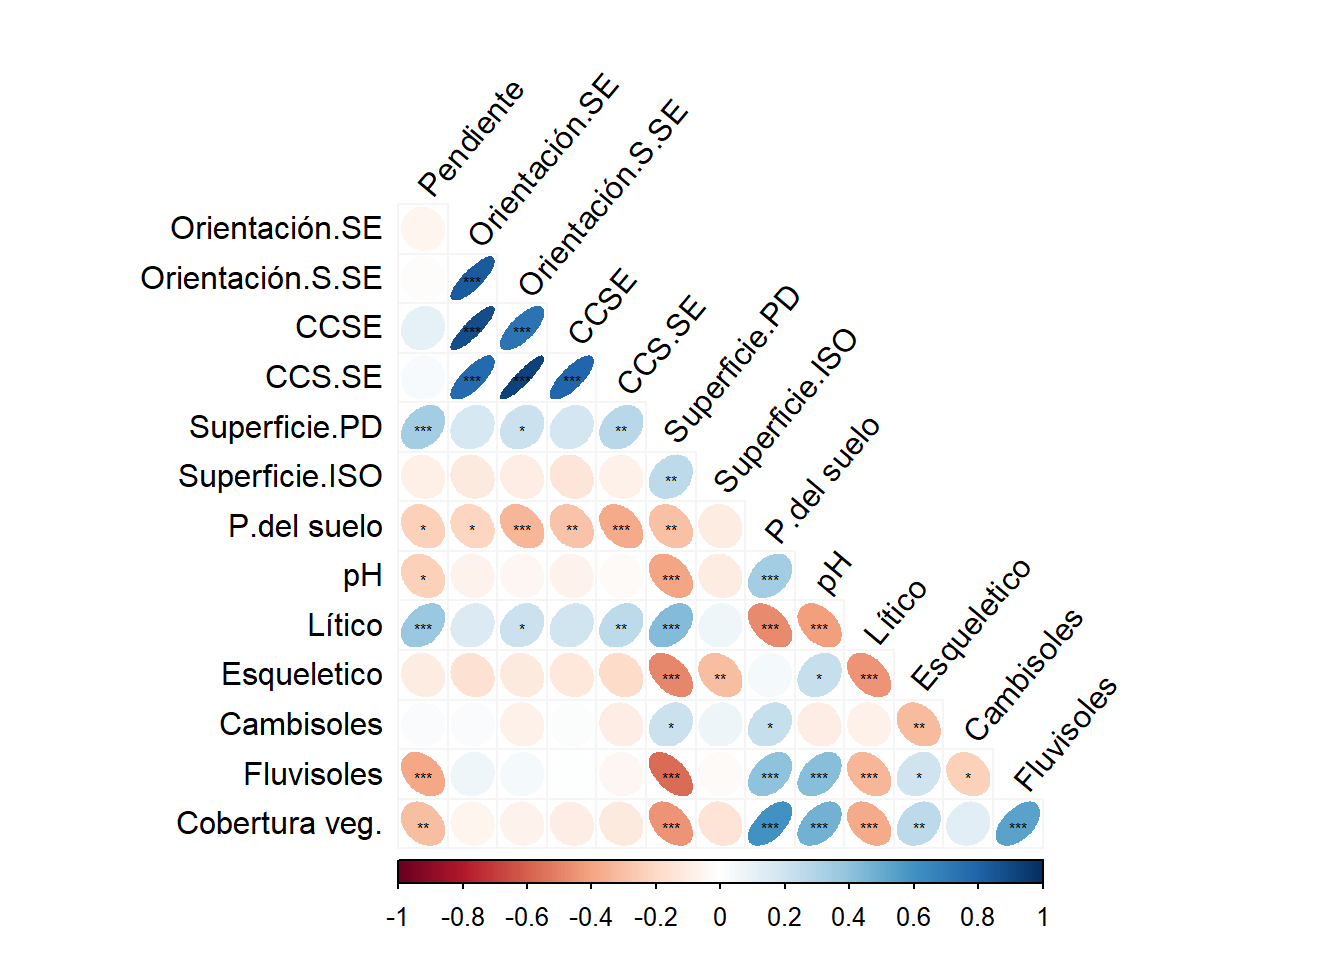 Pendiente
Orientación.SE
Orientación.S.SE
CCSE
CCS.SE
Superficie.PD
Superficie.ISO
P.del suelo
pH
Lítico
Esqueletico
Cambisoles
Fluvisoles
Orientación.SE
Orientación.S.SE ***
CCSE *** ***
CCS.SE *** *** ***
Superficie.PD *** * **
Superficie.ISO **
P.del suelo * * *** ** *** **
pH * *** ***
Lítico *** * ** *** *** ***
Esqueletico *** ** * ***
Cambisoles * * **
Fluvisoles *** *** *** *** *** * *
Cobertura veg. ** *** *** *** *** ** ***
-1 -0.8 -0.6 -0.4 -0.2 0 0.2 0.4 0.6 0.8 1